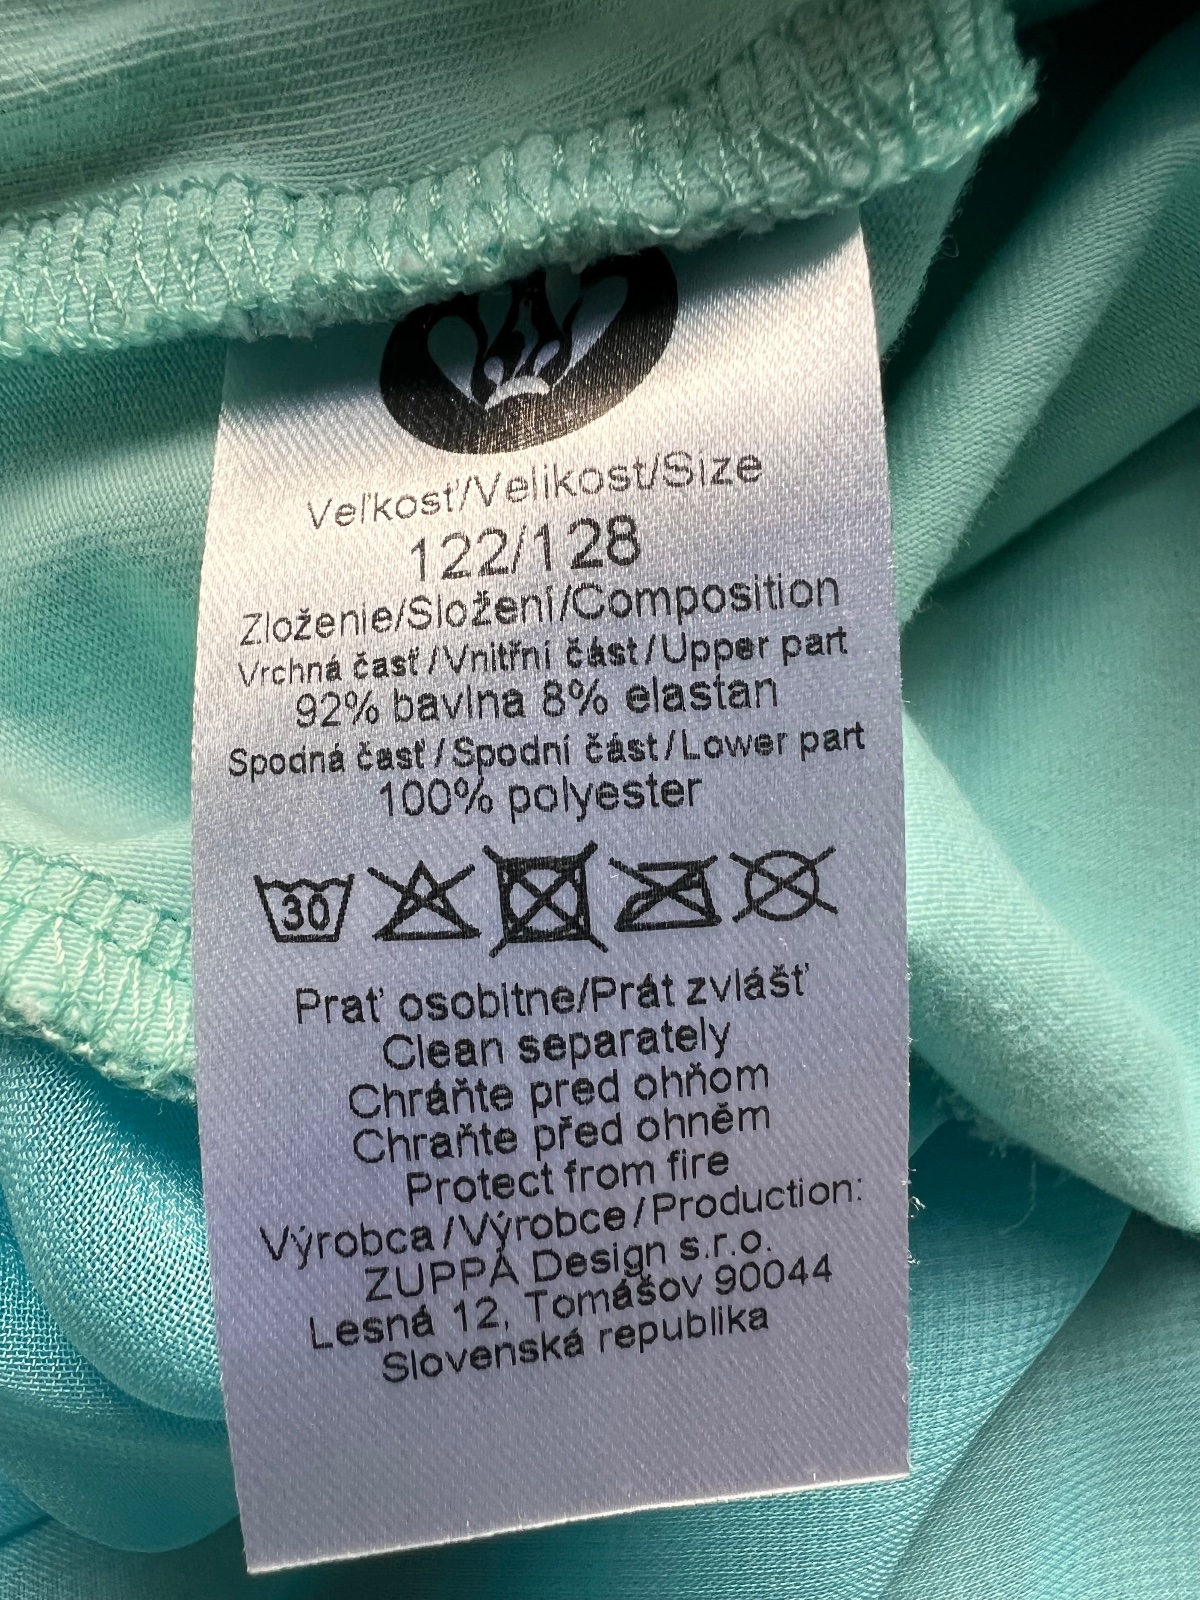 Veľkosť/Velikost/Size
122/128
Zloženie/Složení/Composition
Vrchná časť/Vnitřní část/Upper part
92% bavlna 8% elastan
Spodná časť/Spodní část/Lower part
100% polyester
30
Prať osobitne/Prát zvlášť
Clean separately
Chráňte pred ohňom
Chraňte před ohněm
Protect from fire
Výrobca/Výrobce/Production:
ZUPPA Design s.r.o.
Lesná 12, Tomášov 90044
Slovenská republika